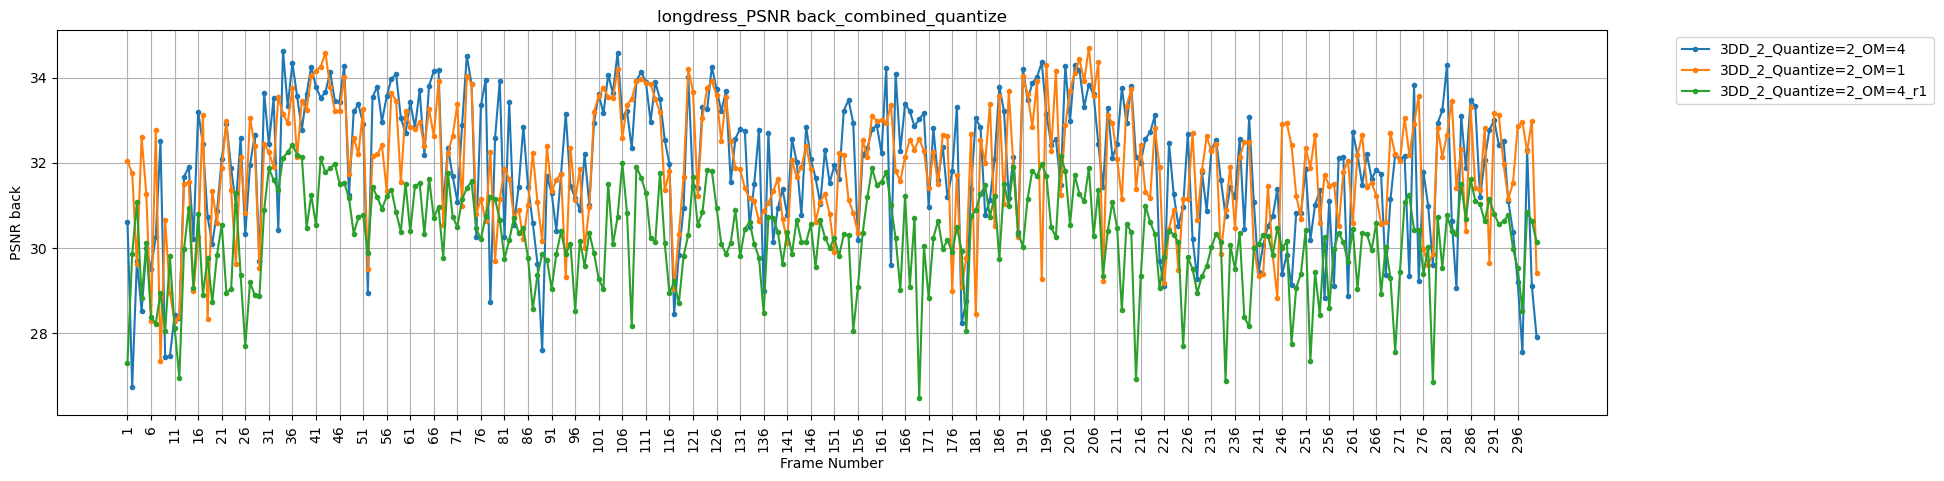 longdress_PSNR back_combined_quantize
3DD_2_Quantize=2_OM=4
3DD_2_Quantize=2_OM=1
3DD_2_Quantize=2_OM=4_r1
PSNR back
34
32
30
28
1 6 11 16 21 26 31 36 41 46 51 56 61 66 71 76 81 86 91 96 101 106 111 116 121 126 131 136 141 146 151 156 161 166 171 176 181 186 191 196 201 206 211 216 221 226 231 236 241 246 251 256 261 266 271 276 281 286 291 296
Frame Number